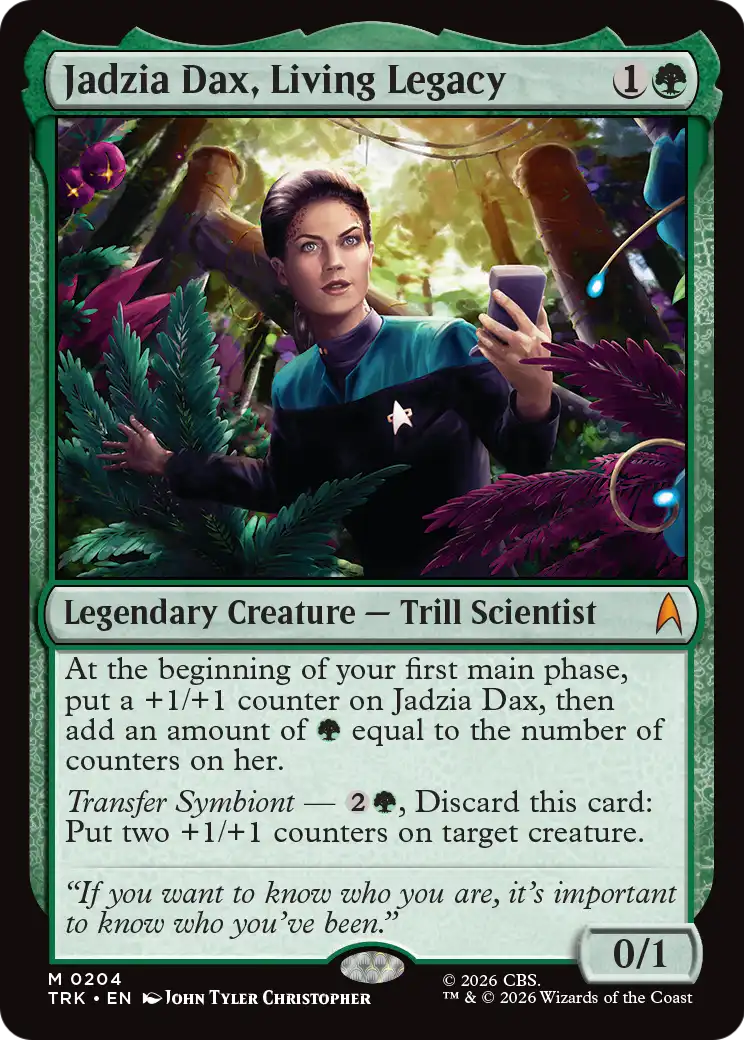 Jadzia Dax, Living Legacy 1
Legendary Creature — Trill Scientist
At the beginning of your first main phase,
put a +1/+1 counter on Jadzia Dax, then
add an amount of equal to the number of
counters on her.
Transfer Symbiont — 2, Discard this card:
Put two +1/+1 counters on target creature.
“If you want to know who you are, it’s important
to know who you’ve been.”
0/1
M 0204
TRK • EN John Tyler Christopher
© 2026 CBS.
™ & © 2026 Wizards of the Coast